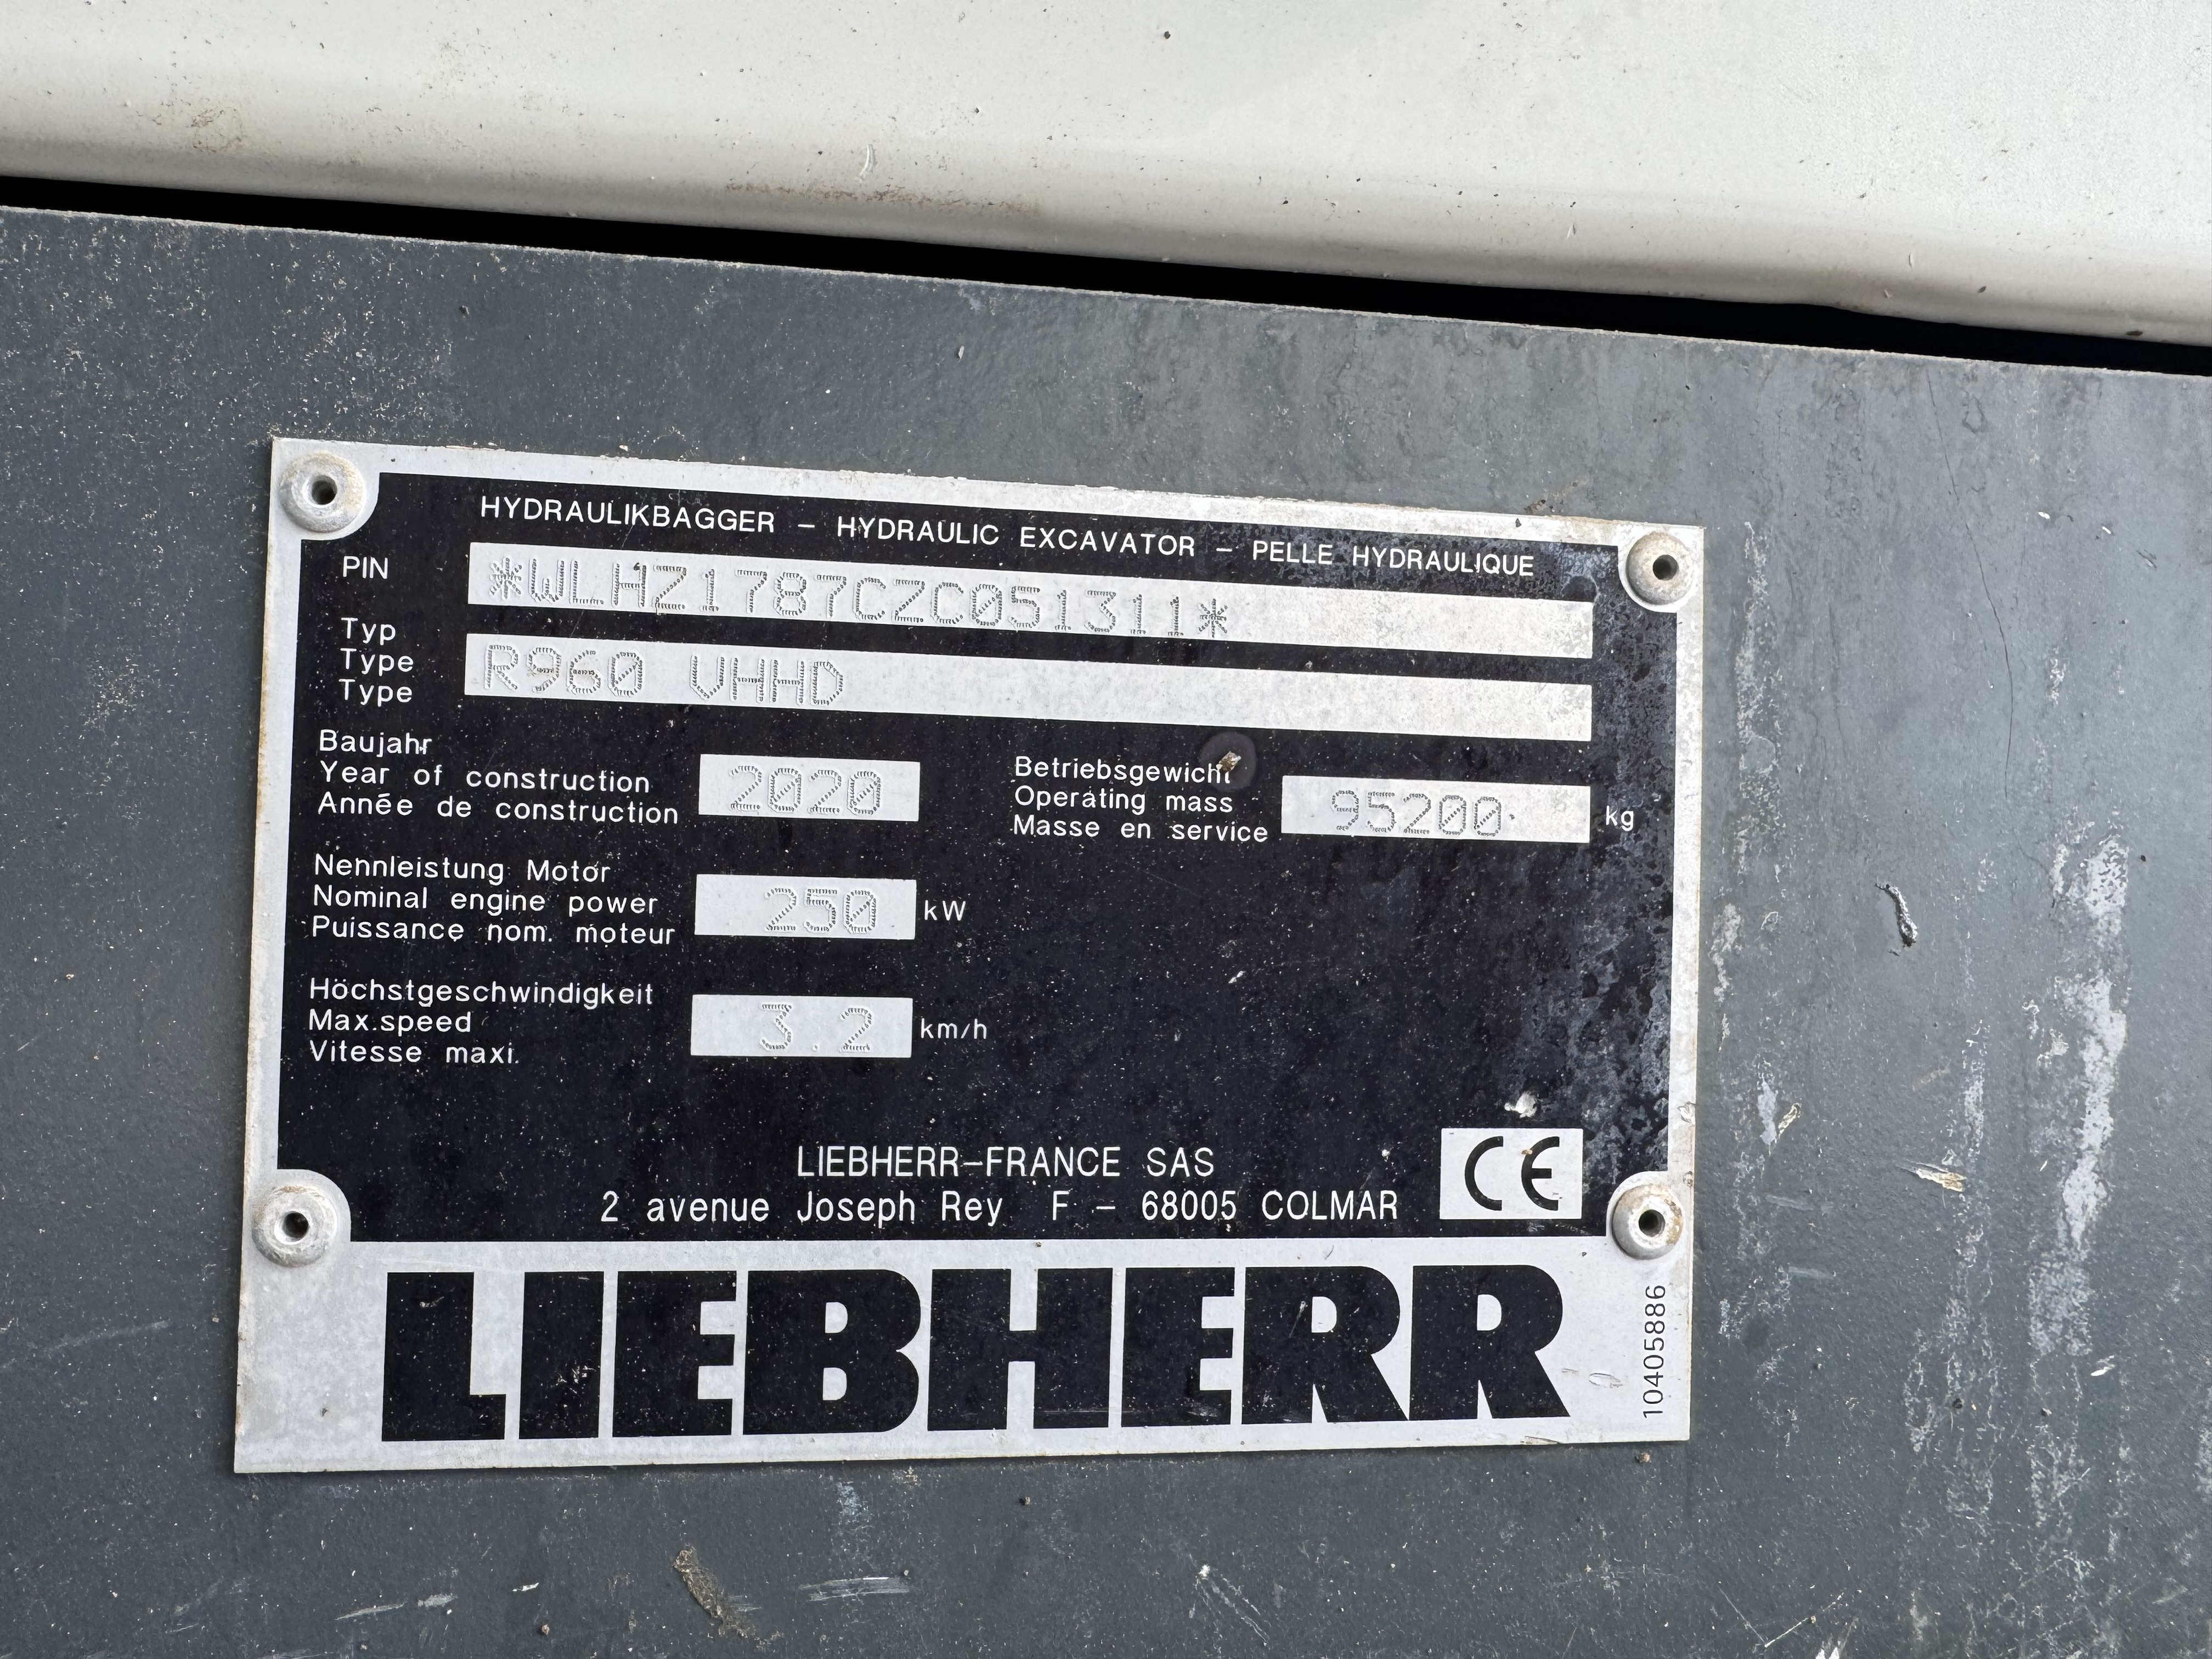 HYDRAULIKBAGGER – HYDRAULIC EXCAVATOR – PELLE HYDRAULIQUE
PIN *WLHZ1787CZC051311*
Typ
Type
Type
R960 VHHD
Baujahr
Year of construction
Année de construction
2020
Betriebsgewicht
Operating mass
Masse en service
95200 kg
Nennleistung Motor
Nominal engine power
Puissance nom. moteur
250 kW
Höchstgeschwindigkeit
Max.speed
Vitesse maxi.
3.2 km/h
LIEBHERR–FRANCE SAS
2 avenue Joseph Rey F – 68005 COLMAR
CE
LIEBHERR
10405886